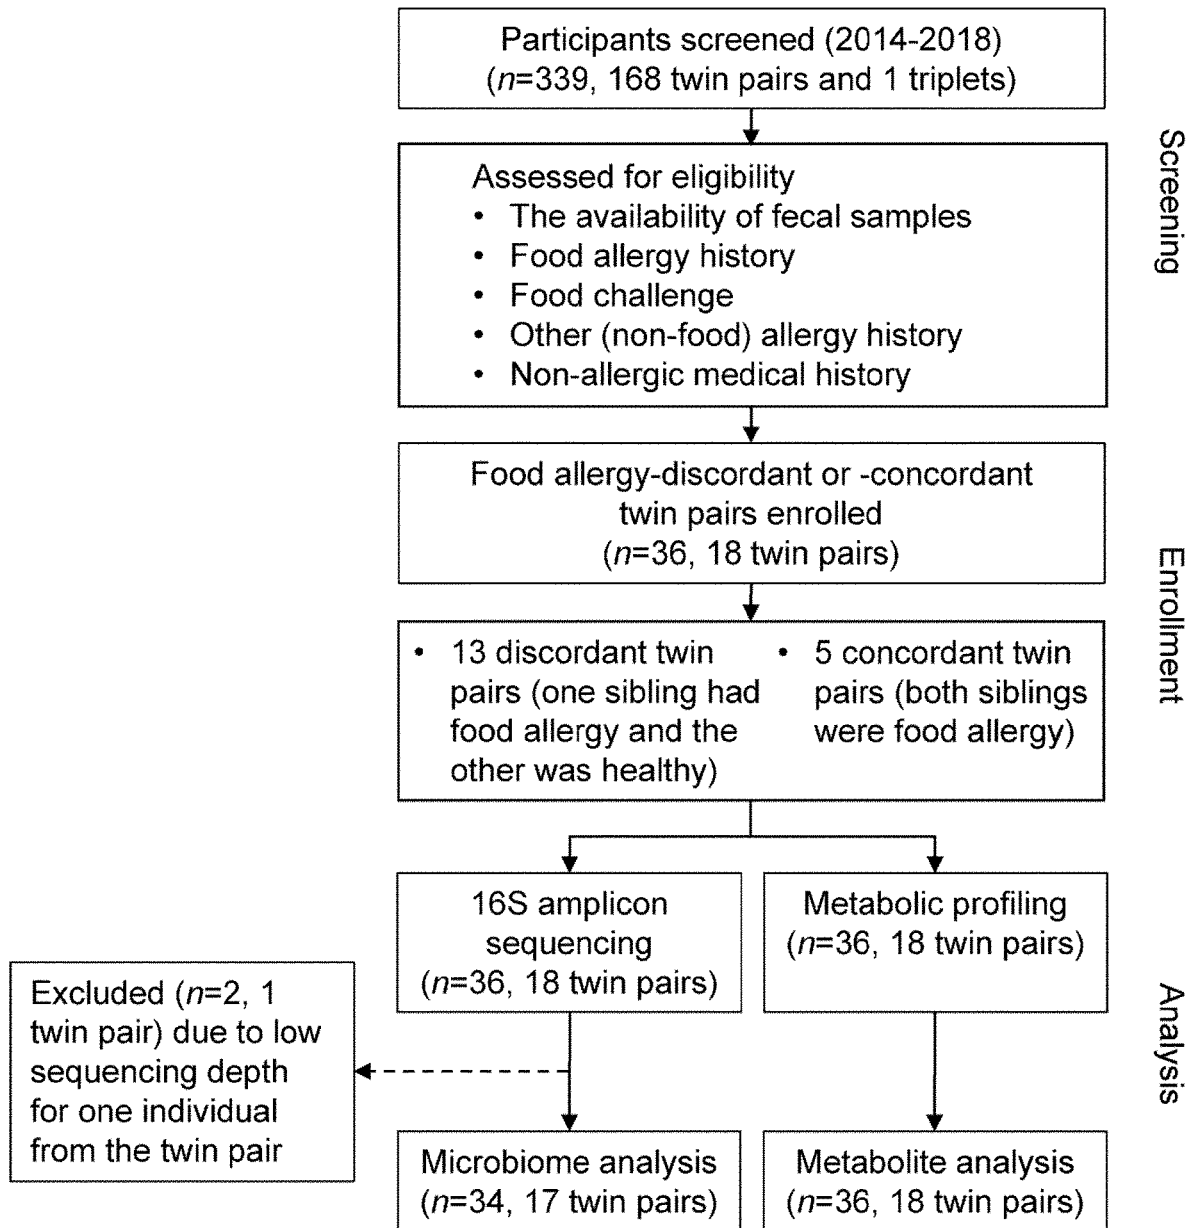 Participants screened (2014-2018)
(n=339, 168 twin pairs and 1 triplets)
Screening
Assessed for eligibility
• The availability of fecal samples
• Food allergy history
• Food challenge
• Other (non-food) allergy history
• Non-allergic medical history
Food allergy-discordant or -concordant
twin pairs enrolled
(n=36, 18 twin pairs)
Enrollment
• 13 discordant twin
pairs (one sibling had
food allergy and the
other was healthy)
• 5 concordant twin
pairs (both siblings
were food allergy)
16S amplicon
sequencing
(n=36, 18 twin pairs)
Metabolic profiling
(n=36, 18 twin pairs)
Analysis
Excluded (n=2, 1
twin pair) due to low
sequencing depth
for one individual
from the twin pair
Microbiome analysis
(n=34, 17 twin pairs)
Metabolite analysis
(n=36, 18 twin pairs)